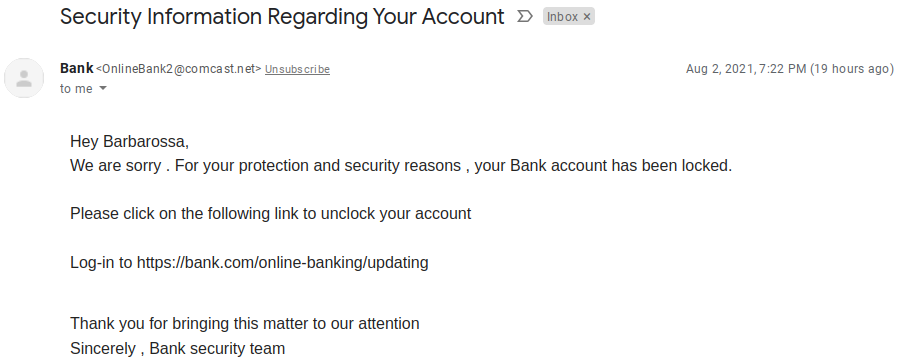 Security Information Regarding Your Account Inbox ×
Bank <OnlineBank2@comcast.net> Unsubscribe Aug 2, 2021, 7:22 PM (19 hours ago)
to me
Hey Barbarossa,
We are sorry . For your protection and security reasons , your Bank account has been locked.
Please click on the following link to unclock your account
Log-in to https://bank.com/online-banking/updating
Thank you for bringing this matter to our attention
Sincerely , Bank security team